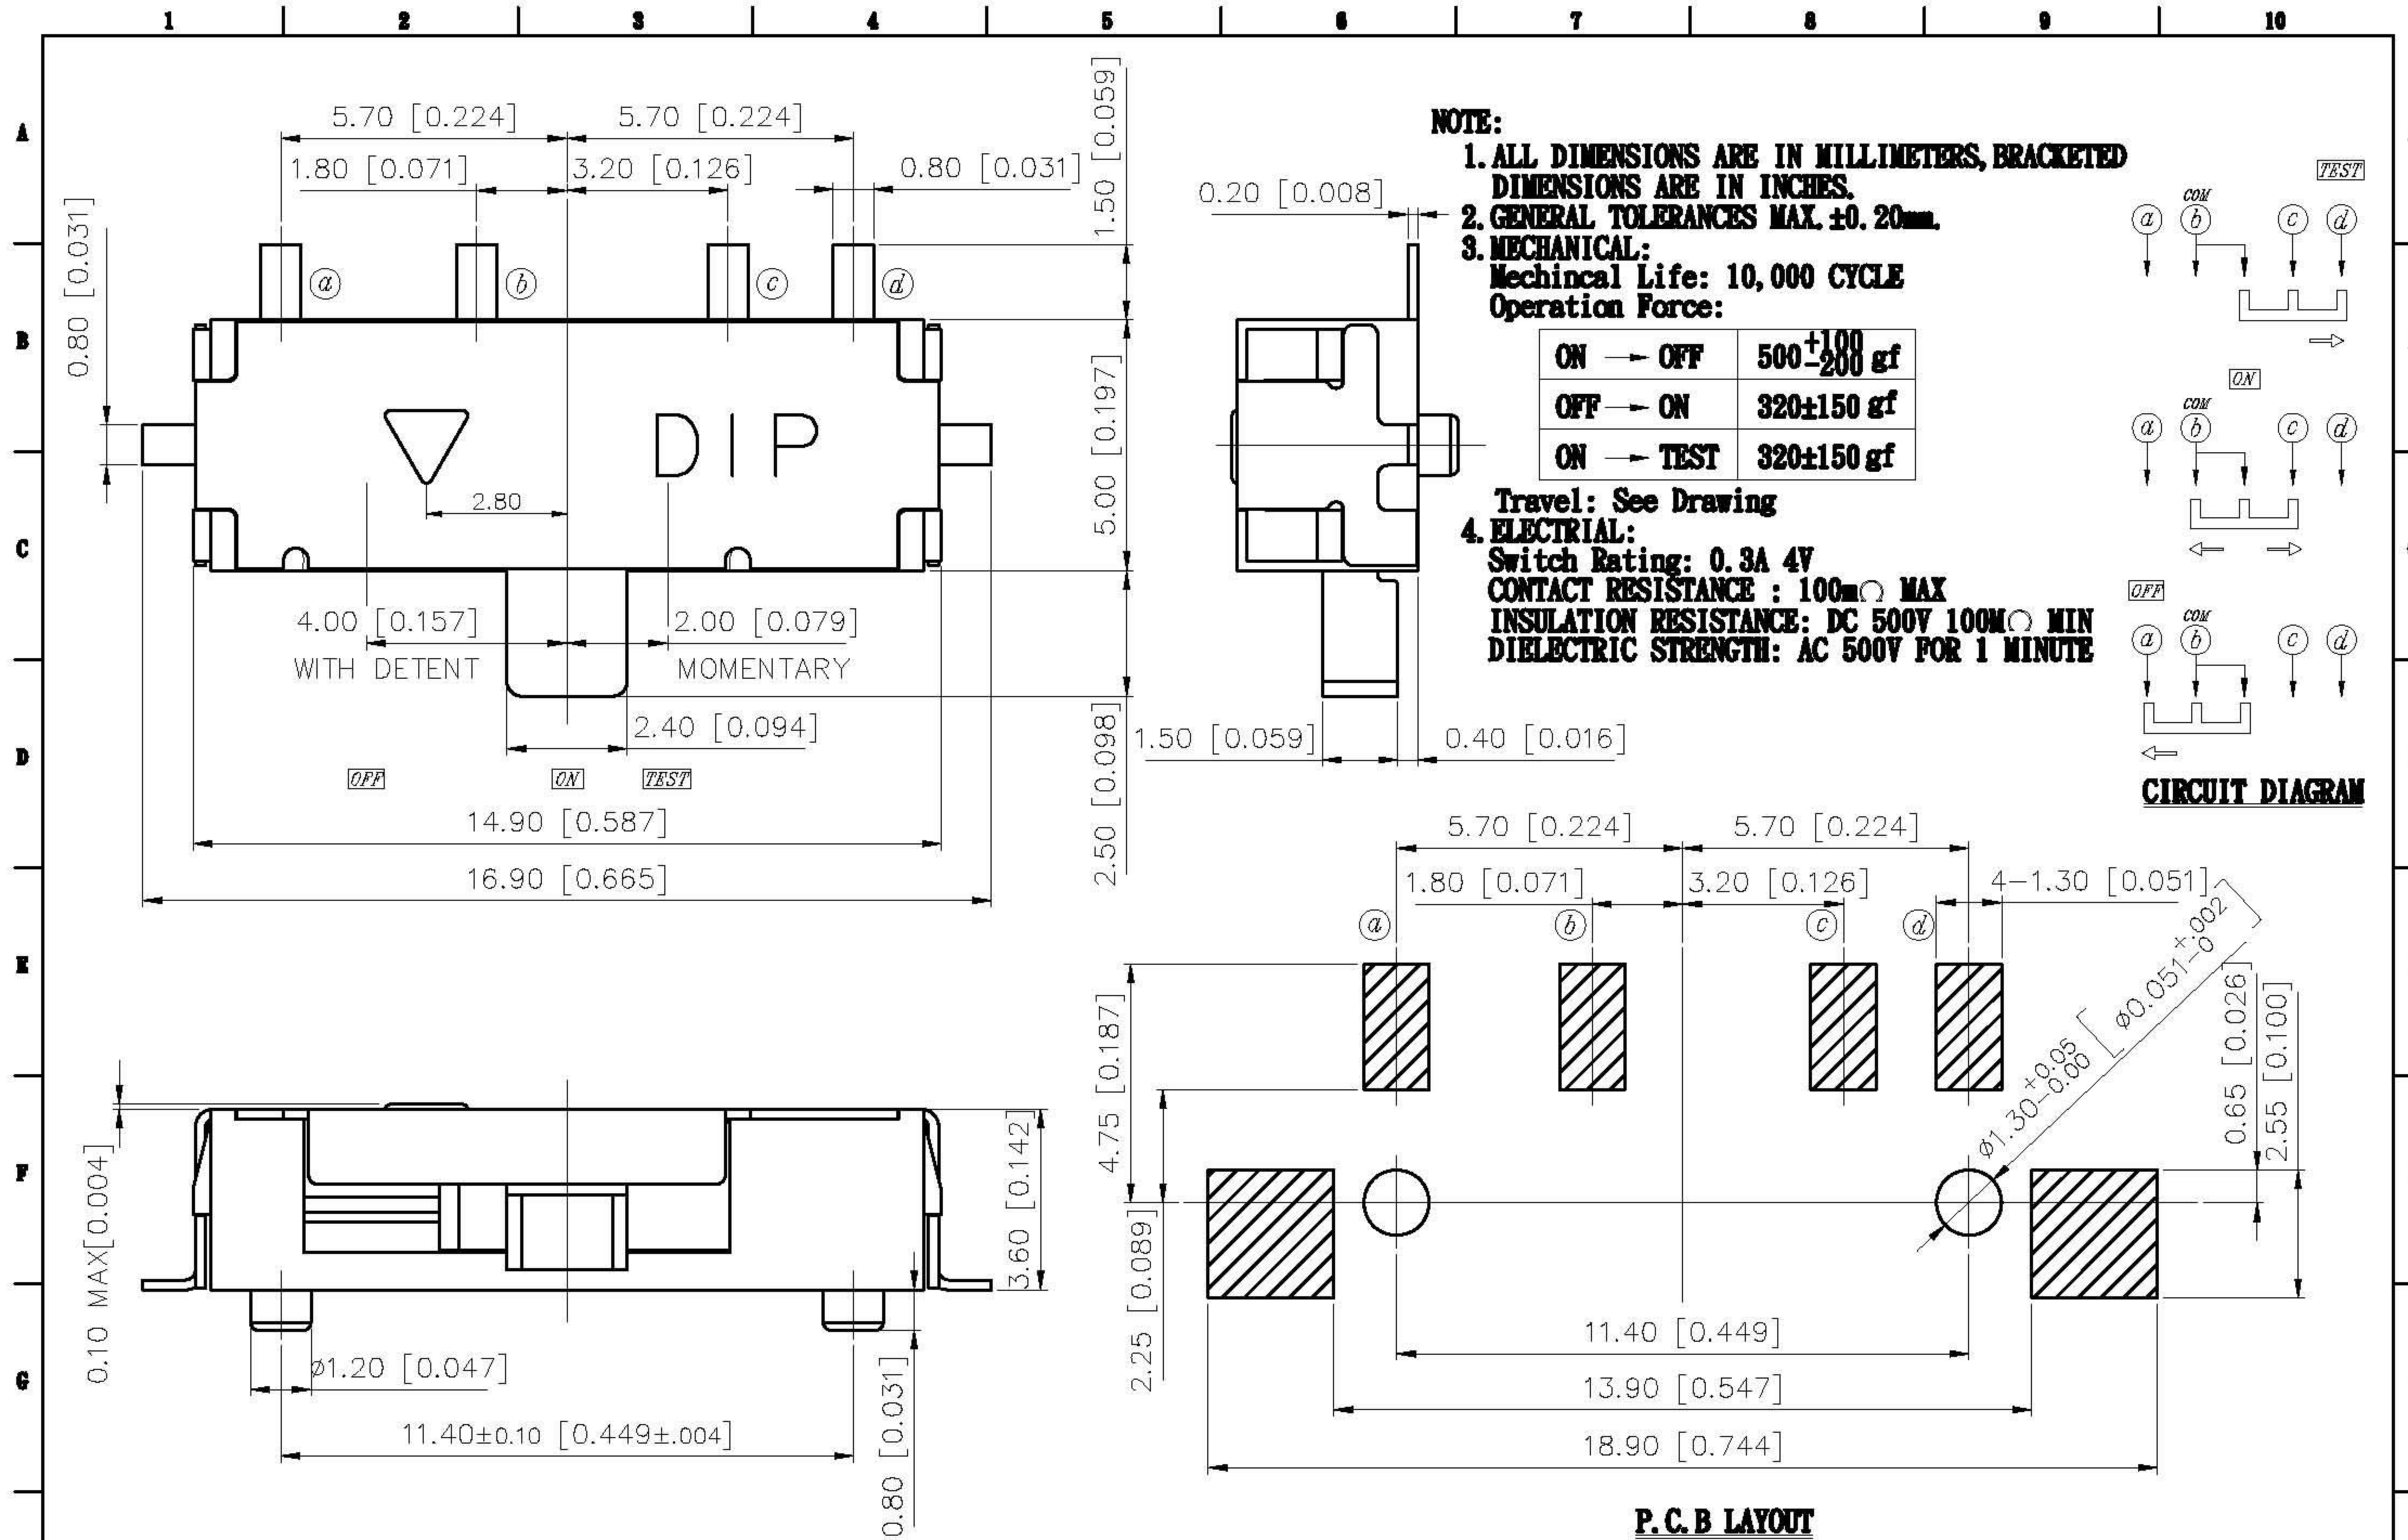 1 2 3 4 5 6 7 8 9 10
A
B
C
D
E
F
G
5.70 [0.224]
5.70 [0.224]
1.80 [0.071]
3.20 [0.126]
0.80 [0.031]
1.50 [0.059]
0.80 [0.031]
a
b
c
d
DIP
2.80
5.00 [0.197]
4.00 [0.157]
2.00 [0.079]
WITH DETENT
MOMENTARY
2.40 [0.094]
2.50 [0.098]
OFF
ON
TEST
14.90 [0.587]
16.90 [0.665]
0.20 [0.008]
1.50 [0.059]
0.40 [0.016]
NOTE:
1. ALL DIMENSIONS ARE IN MILLIMETERS, BRACKETED
DIMENSIONS ARE IN INCHES.
2. GENERAL TOLERANCES MAX. ±0.20mm.
3. MECHANICAL:
Mechincal Life: 10,000 CYCLE
Operation Force:
ON → OFF 500 +100 -200 gf
OFF → ON 320±150 gf
ON → TEST 320±150 gf
Travel: See Drawing
4. ELECTRIAL:
Switch Rating: 0.3A 4V
CONTACT RESISTANCE : 100mΩ MAX
INSULATION RESISTANCE: DC 500V 100MΩ MIN
DIELECTRIC STRENGTH: AC 500V FOR 1 MINUTE
TEST
COM
a b c d
ON
COM
a b c d
OFF
COM
a b c d
CIRCUIT DIAGRAM
0.10 MAX[0.004]
3.60 [0.142]
ø1.20 [0.047]
0.80 [0.031]
11.40±0.10 [0.449±.004]
5.70 [0.224]
5.70 [0.224]
1.80 [0.071]
3.20 [0.126]
4-1.30 [0.051]
a
b
c
d
4.75 [0.187]
2.25 [0.089]
ø1.30 +0.05 -0.00 [ø0.051 +.002 -0]
0.65 [0.026]
2.55 [0.100]
11.40 [0.449]
13.90 [0.547]
18.90 [0.744]
P.C.B LAYOUT